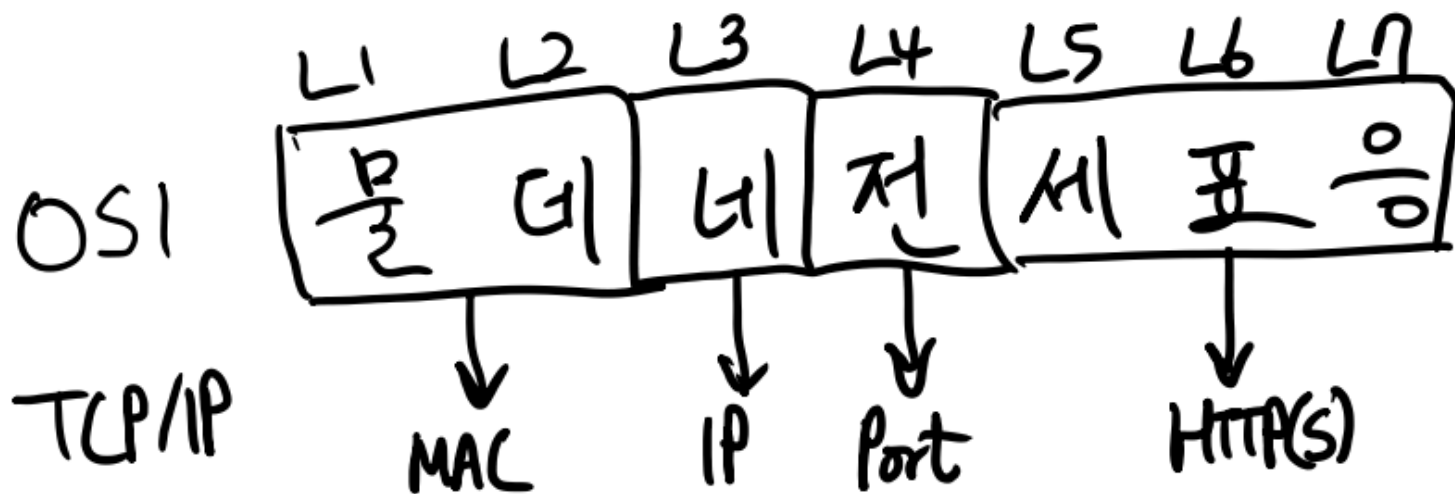 L1 L2 L3 L4 L5 L6 L7
OSI 물 데 네 전 세 표 응
TCP/IP MAC IP Port HTTP(S)